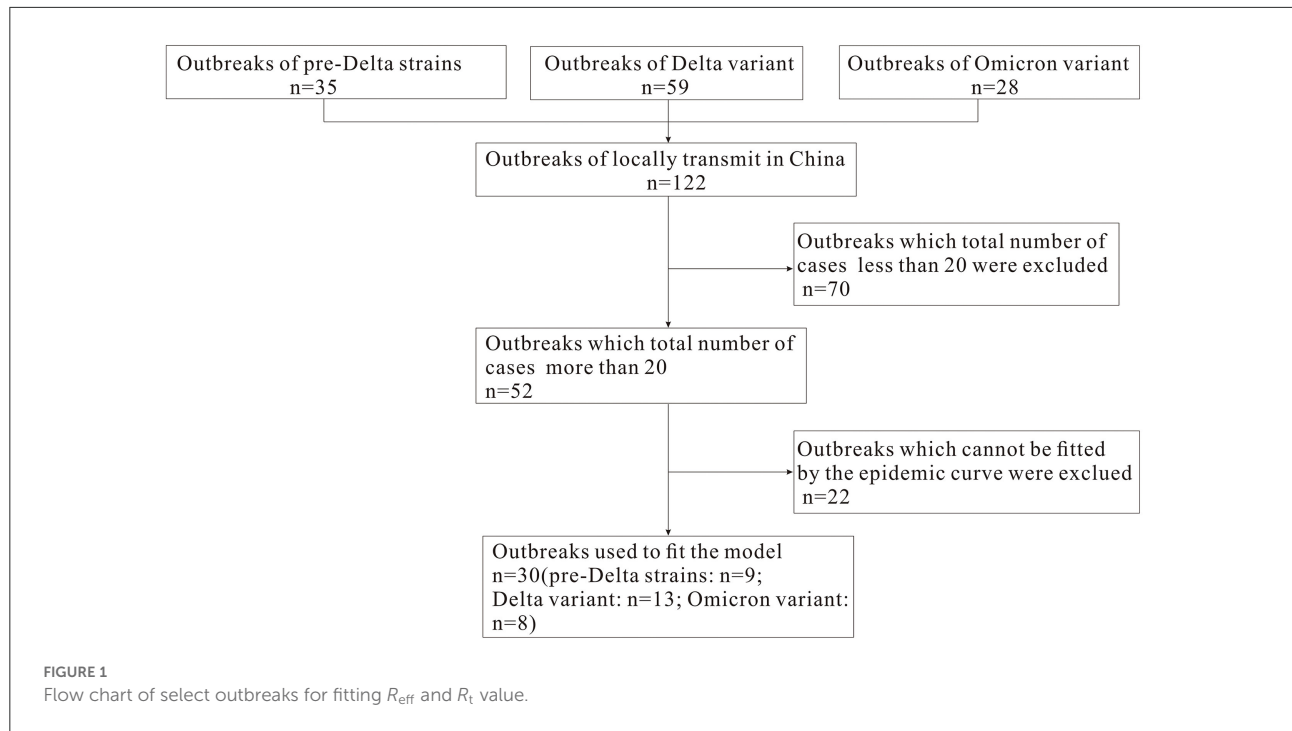 Outbreaks of pre-Delta strains
n=35
Outbreaks of Delta variant
n=59
Outbreaks of Omicron variant
n=28
Outbreaks of locally transmit in China
n=122
Outbreaks which total number of
cases less than 20 were excluded
n=70
Outbreaks which total number of
cases more than 20
n=52
Outbreaks which cannot be fitted
by the epidemic curve were exclued
n=22
Outbreaks used to fit the model
n=30(pre-Delta strains: n=9;
Delta variant: n=13; Omicron variant:
n=8)
FIGURE 1
Flow chart of select outbreaks for fitting Reff and Rt value.